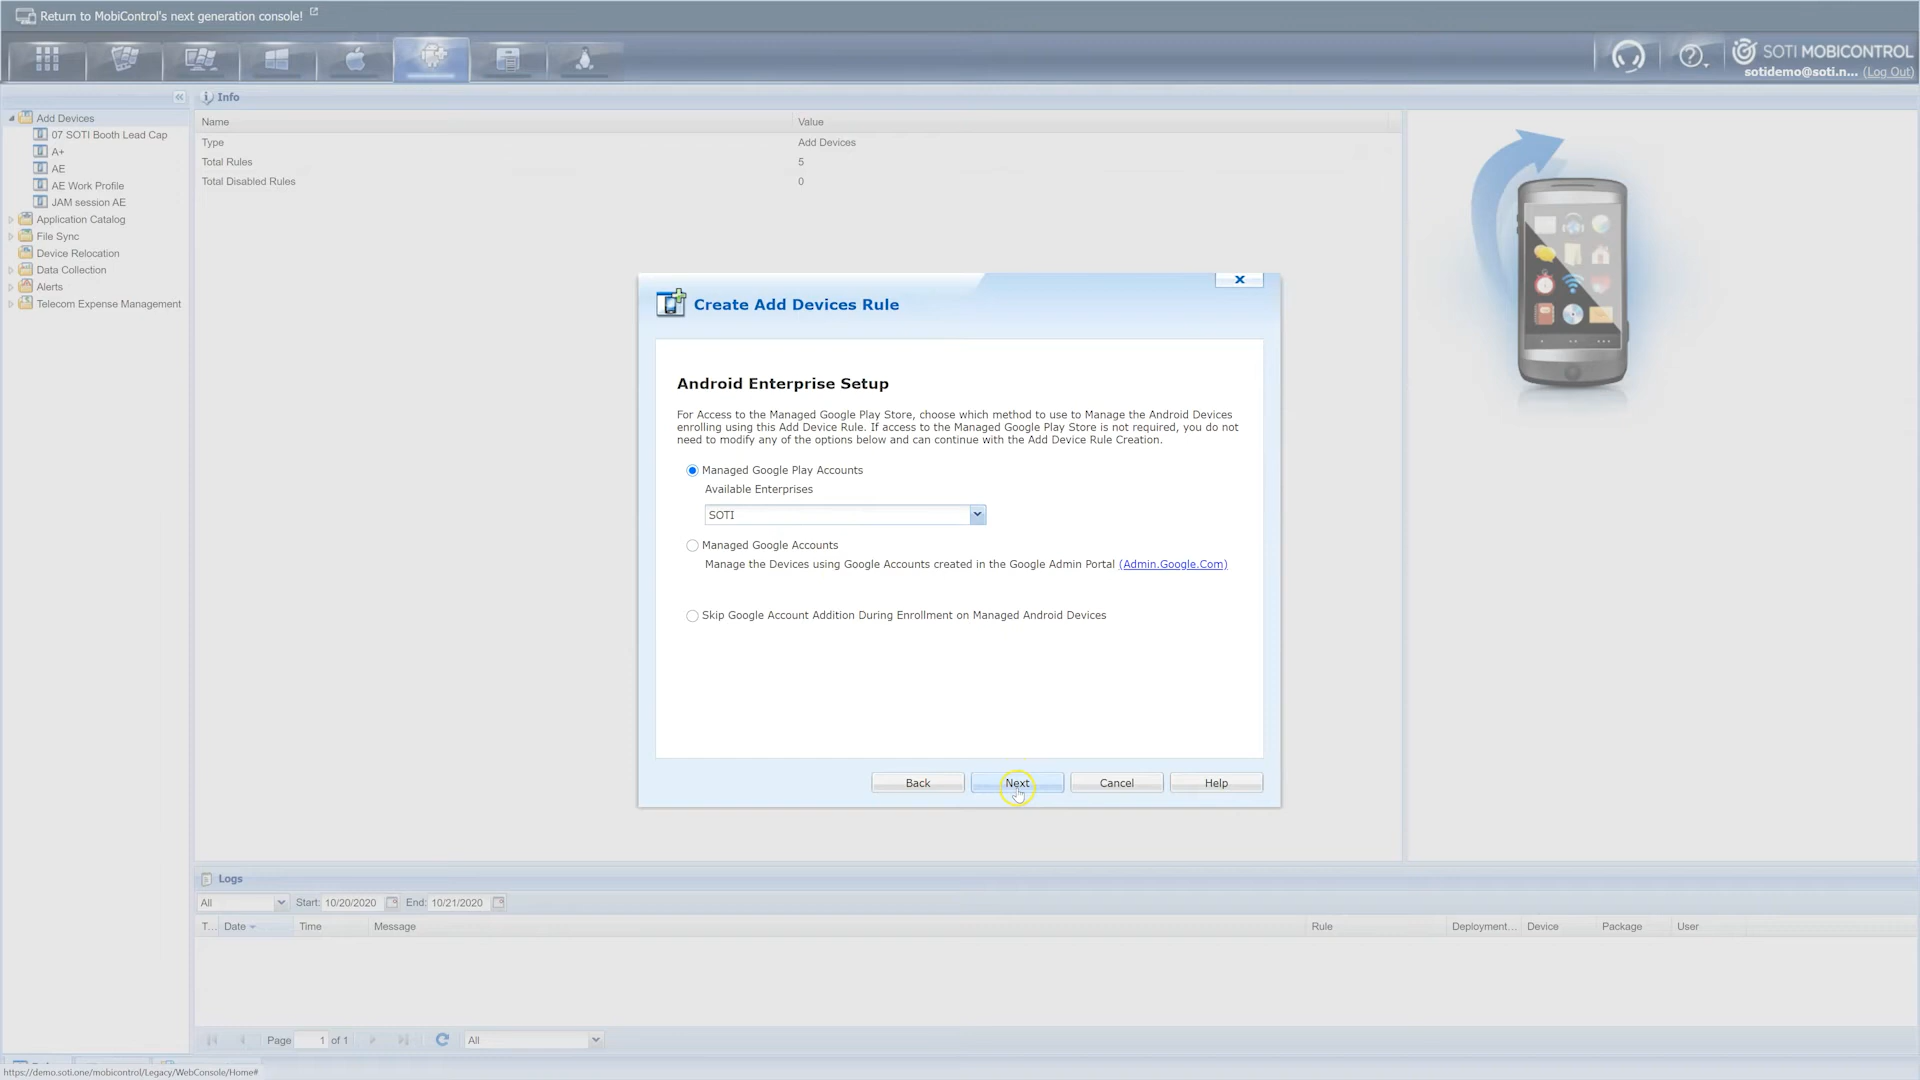 Return to MobiControl's next generation console!
SOTI MOBICONTROL
sotidemo@soti.n... (Log Out)
Info
Add Devices
07 SOTI Booth Lead Cap
A+
AE
AE Work Profile
JAM session AE
Application Catalog
File Sync
Device Relocation
Data Collection
Alerts
Telecom Expense Management
Name Value
Type Add Devices
Total Rules 5
Total Disabled Rules 0
Create Add Devices Rule
Android Enterprise Setup
For Access to the Managed Google Play Store, choose which method to use to Manage the Android Devices
enrolling using this Add Device Rule. If access to the Managed Google Play Store is not required, you do not
need to modify any of the options below and can continue with the Add Device Rule Creation.
Managed Google Play Accounts
Available Enterprises
SOTI
Managed Google Accounts
Manage the Devices using Google Accounts created in the Google Admin Portal (Admin.Google.Com)
Skip Google Account Addition During Enrollment on Managed Android Devices
Back Next Cancel Help
Logs
All Start: 10/20/2020 End: 10/21/2020
T... Date Time Message Rule Deployment... Device Package User
Page 1 of 1 All
https://demo.soti.one/mobicontrol/Legacy/WebConsole/Home#